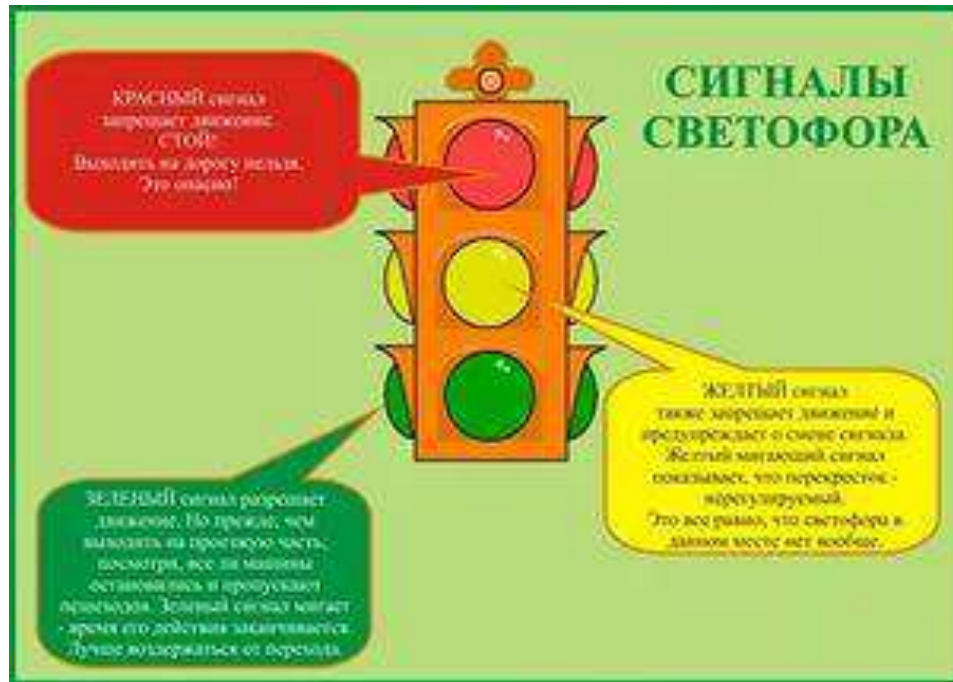 СИГНАЛЫ
СВЕТОФОРА
КРАСНЫЙ сигнал
запрещает движение.
СТОЙ!
Выходить на дорогу нельзя.
Это опасно!
ЖЕЛТЫЙ сигнал
также запрещает движение и
предупреждает о смене сигнала.
Желтый мигающий сигнал
показывает, что перекресток -
нерегулируемый.
Это все равно, что светофора в
данном месте нет вообще.
ЗЕЛЕНЫЙ сигнал разрешает
движение. Но прежде, чем
выходить на проезжую часть,
посмотри, все ли машины
остановились и пропускают
пешеходов. Зеленый сигнал мигает
- время его действия заканчивается.
Лучше воздержаться от перехода.